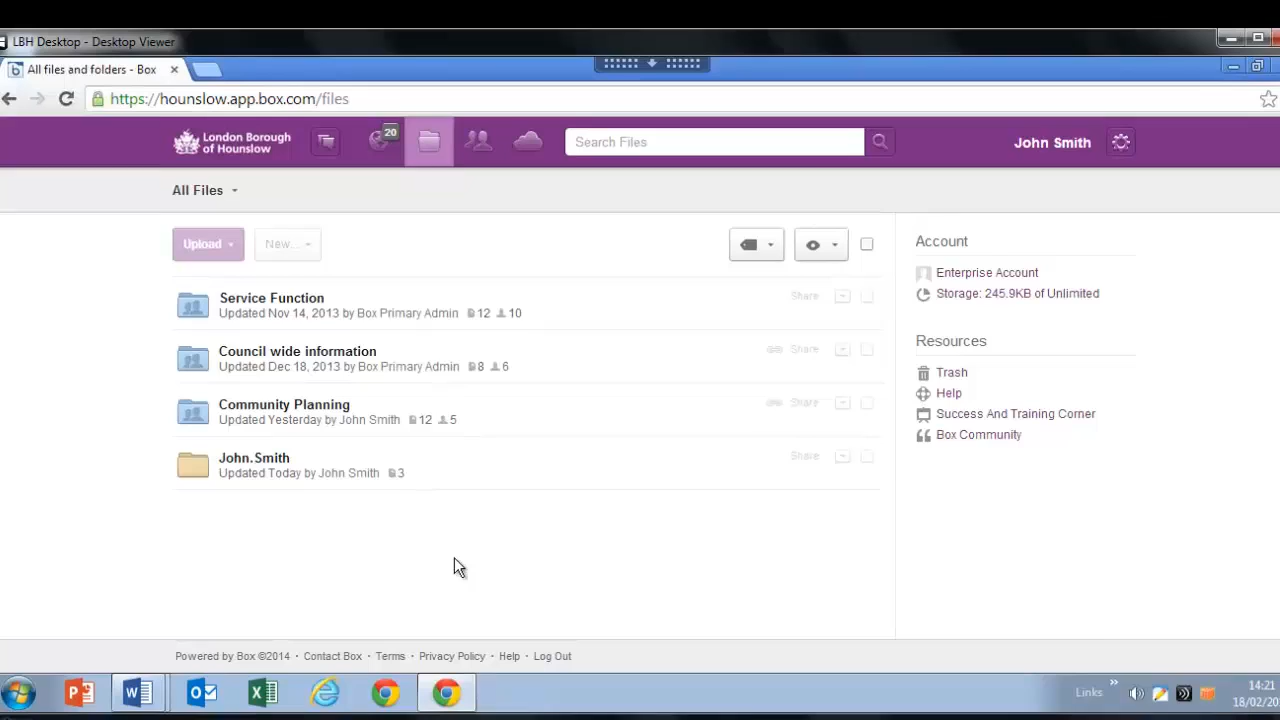 LBH Desktop - Desktop Viewer
All files and folders - Box
https://hounslow.app.box.com/files
London Borough of Hounslow
20
Search Files
John Smith
All Files
Upload
New...
Service Function
Share
Updated Nov 14, 2013 by Box Primary Admin 12 10
Council wide information
Share
Updated Dec 18, 2013 by Box Primary Admin 8 6
Community Planning
Share
Updated Yesterday by John Smith 12 5
John.Smith
Share
Updated Today by John Smith 3
Account
Enterprise Account
Storage: 245.9KB of Unlimited
Resources
Trash
Help
Success And Training Corner
Box Community
Powered by Box ©2014 · Contact Box · Terms · Privacy Policy · Help · Log Out
Links
14:21
18/02/20